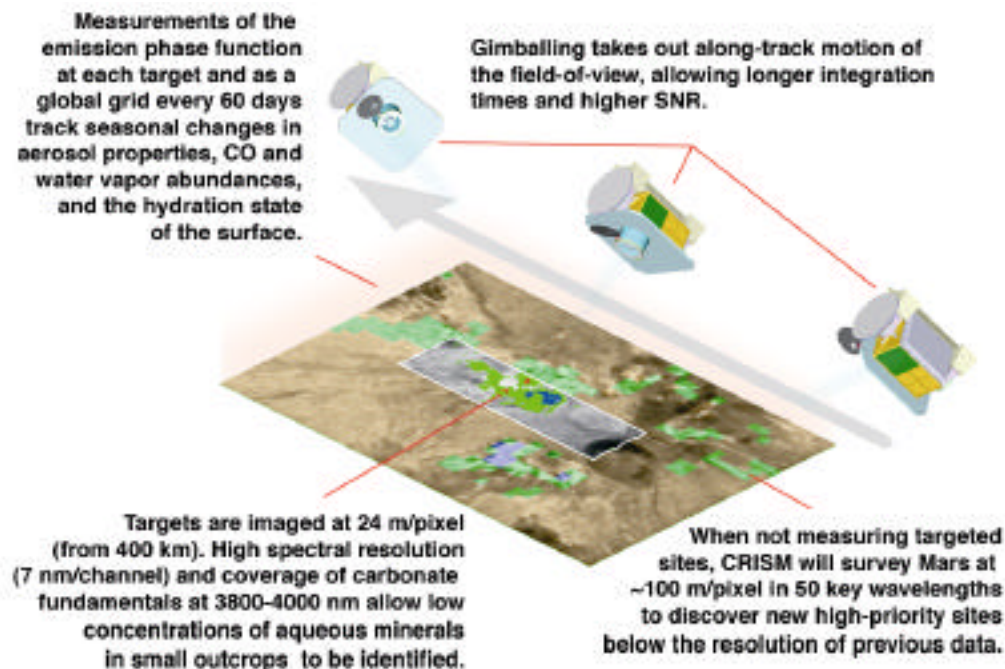 Measurements of the
emission phase function
at each target and as a
global grid every 60 days
track seasonal changes in
aerosol properties, CO and
water vapor abundances,
and the hydration state
of the surface.
Gimballing takes out along-track motion of
the field-of-view, allowing longer integration
times and higher SNR.
Targets are imaged at 24 m/pixel
(from 400 km). High spectral resolution
(7 nm/channel) and coverage of carbonate
fundamentals at 3800-4000 nm allow low
concentrations of aqueous minerals
in small outcrops to be identified.
When not measuring targeted
sites, CRISM will survey Mars at
~100 m/pixel in 50 key wavelengths
to discover new high-priority sites
below the resolution of previous data.